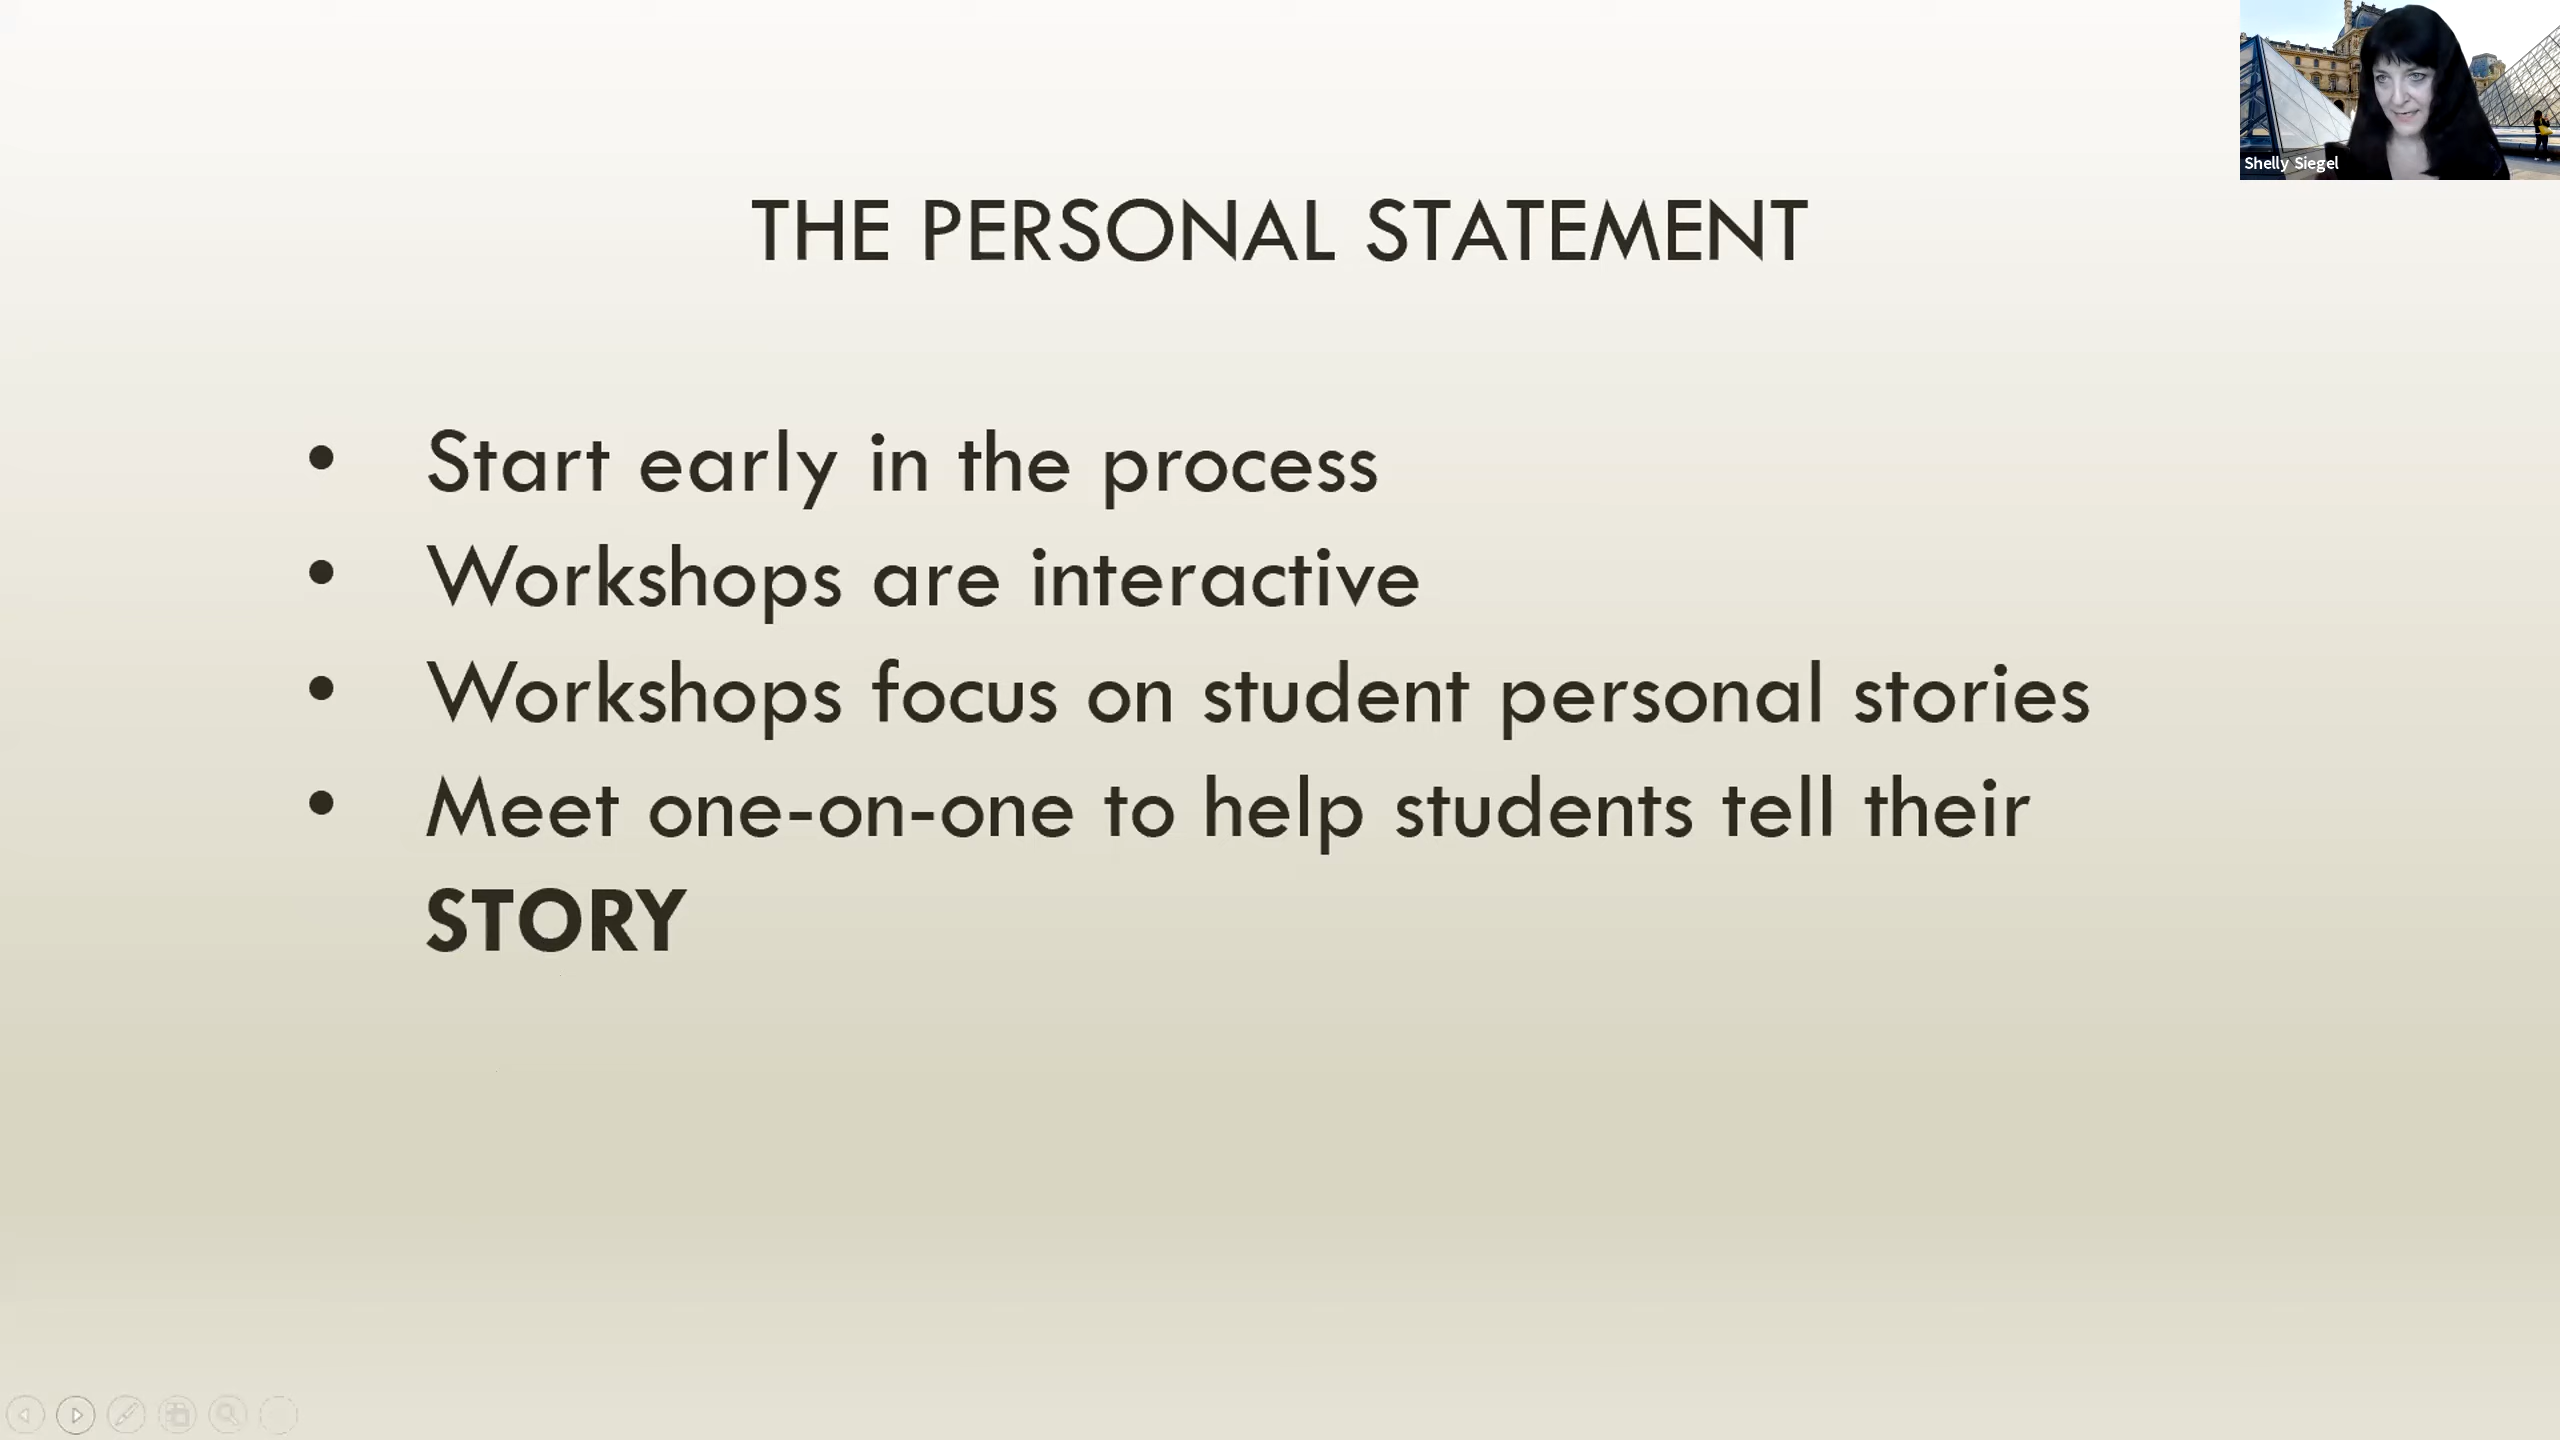 Shelly Siegel
THE PERSONAL STATEMENT
• Start early in the process
• Workshops are interactive
• Workshops focus on student personal stories
• Meet one-on-one to help students tell their
STORY